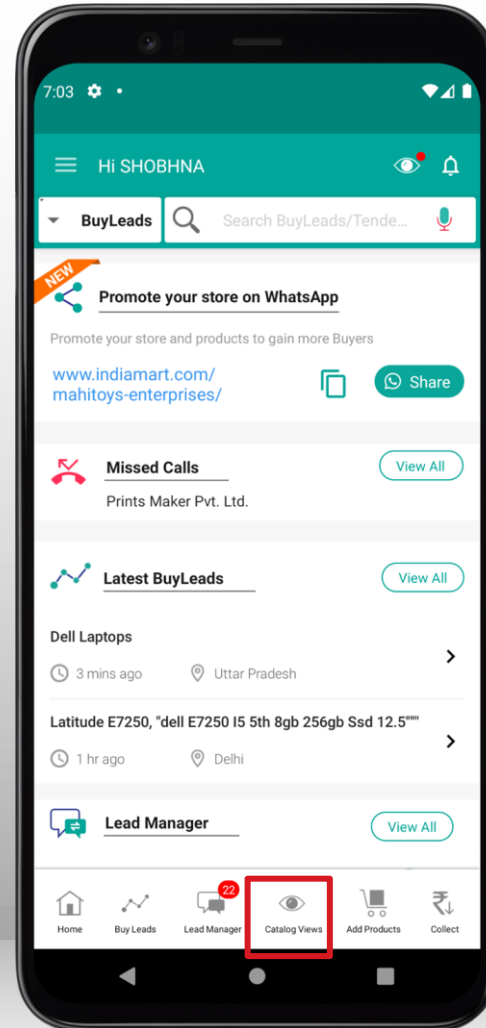 7:03
Hi SHOBHNA
BuyLeads
Search BuyLeads/Tende...
NEW
Promote your store on WhatsApp
Promote your store and products to gain more Buyers
www.indiamart.com/
mahitoys-enterprises/
Share
Missed Calls
View All
Prints Maker Pvt. Ltd.
Latest BuyLeads
View All
Dell Laptops
3 mins ago
Uttar Pradesh
Latitude E7250, "dell E7250 I5 5th 8gb 256gb Ssd 12.5"""
1 hr ago
Delhi
Lead Manager
View All
22
Home
Buy Leads
Lead Manager
Catalog Views
Add Products
Collect